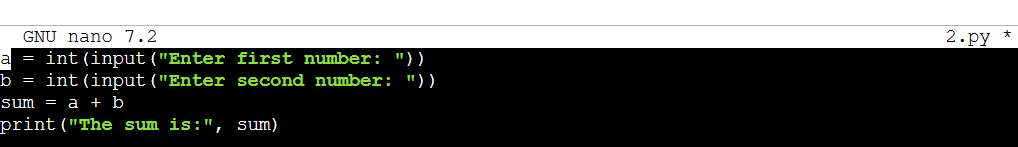 GNU nano 7.2 2.py *
a = int(input("Enter first number: "))
b = int(input("Enter second number: "))
sum = a + b
print("The sum is:", sum)